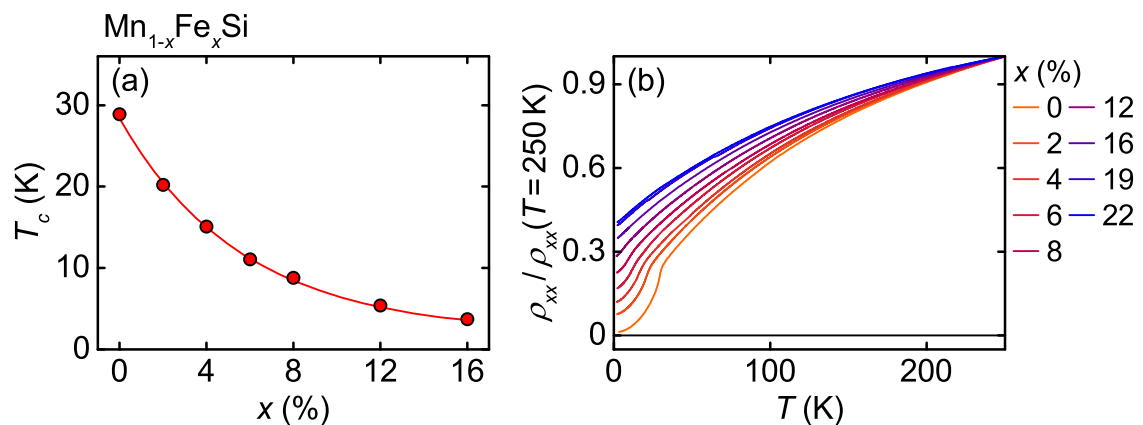 Mn1-xFexSi
(a)
Tc (K)
30
20
10
0
0 4 8 12 16
x (%)
(b)
ρxx / ρxx(T = 250 K)
0.9
0.6
0.3
0
0 100 200
T (K)
x (%)
0 12
2 16
4 19
6 22
8